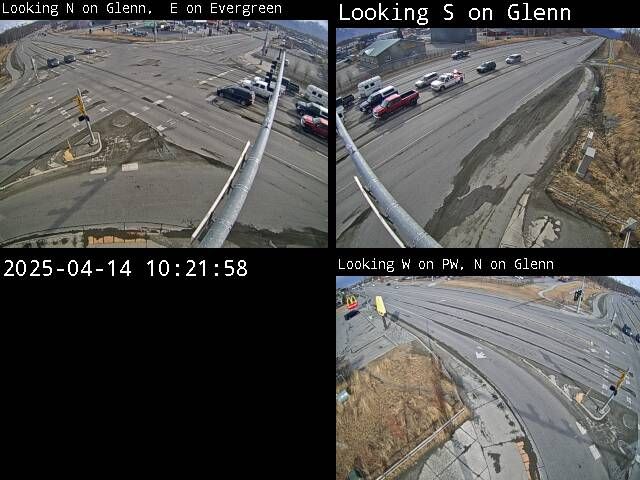 Looking N on Glenn,  E on Evergreen
Looking S on Glenn
2025-04-14 10:21:58
Looking W on PW, N on Glenn